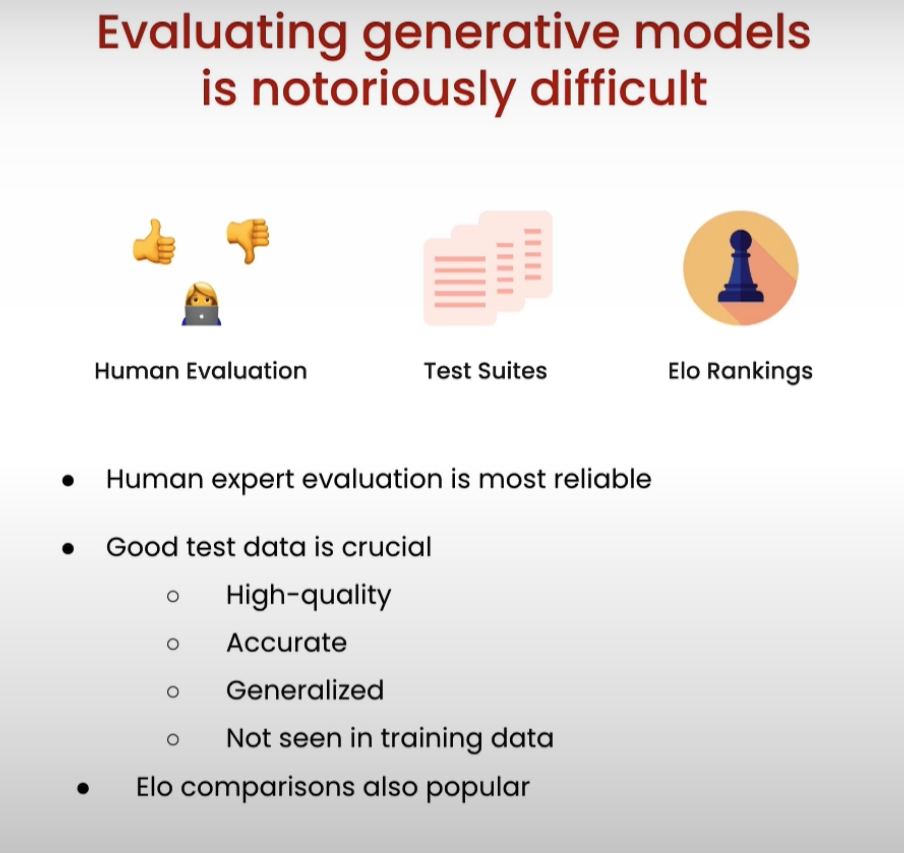 Evaluating generative models
is notoriously difficult
Human Evaluation
Test Suites
Elo Rankings
● Human expert evaluation is most reliable
● Good test data is crucial
○ High-quality
○ Accurate
○ Generalized
○ Not seen in training data
● Elo comparisons also popular